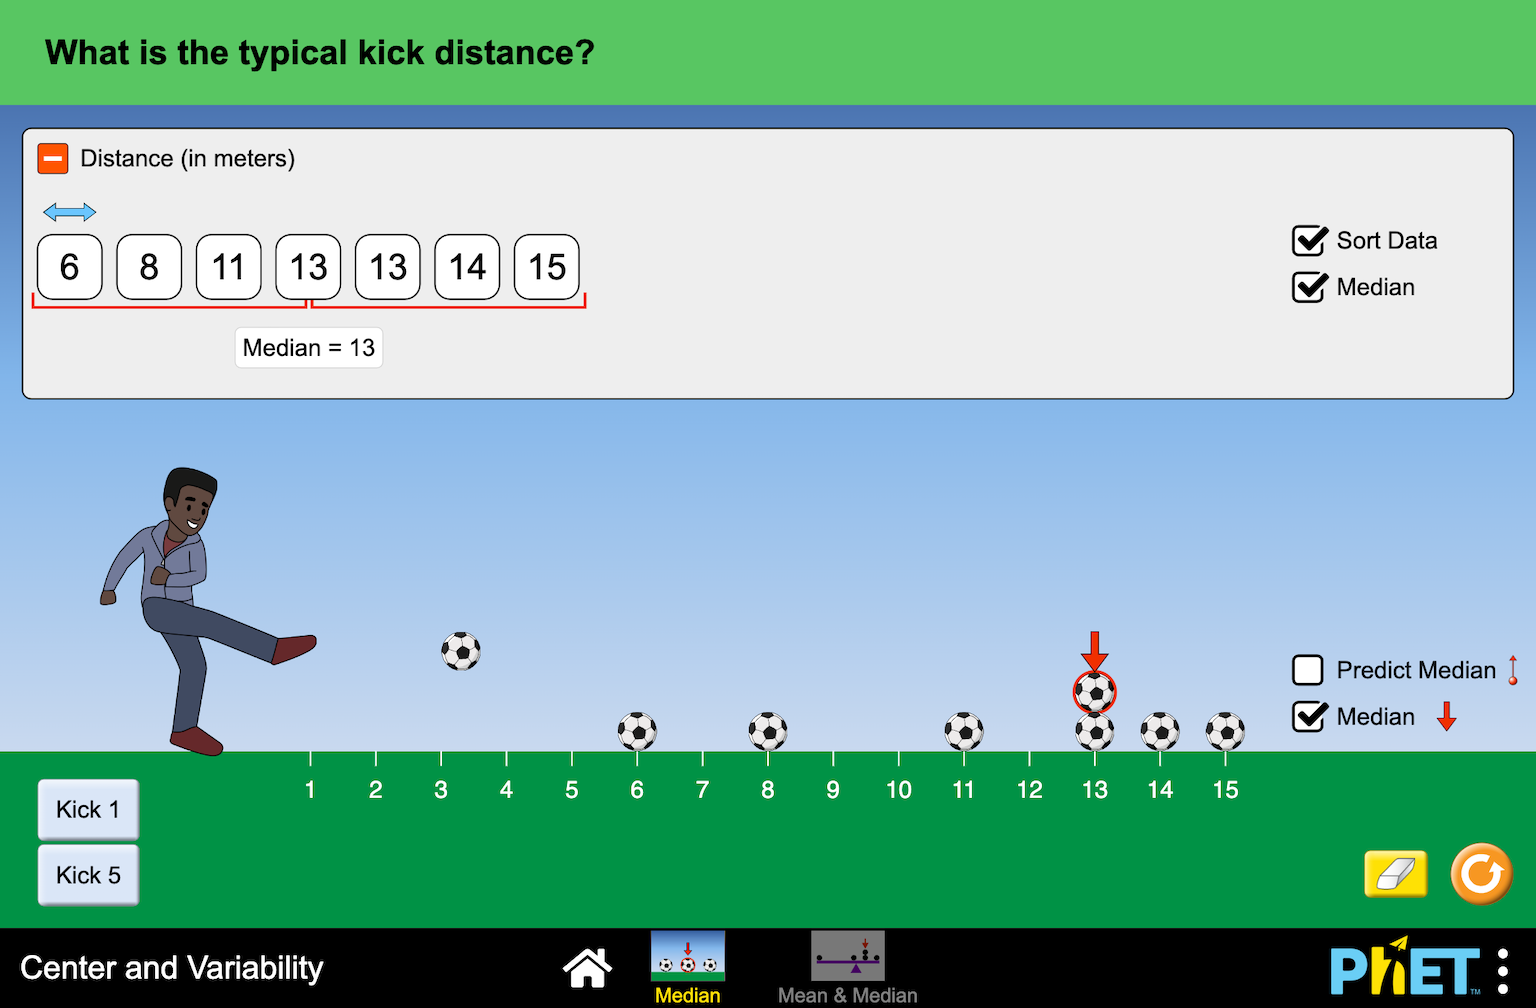 What is the typical kick distance?
Distance (in meters)
6 8 11 13 13 14 15
Median = 13
Sort Data
Median
Predict Median
Median
1 2 3 4 5 6 7 8 9 10 11 12 13 14 15
Kick 1
Kick 5
Center and Variability
Median
Mean & Median
PhET™